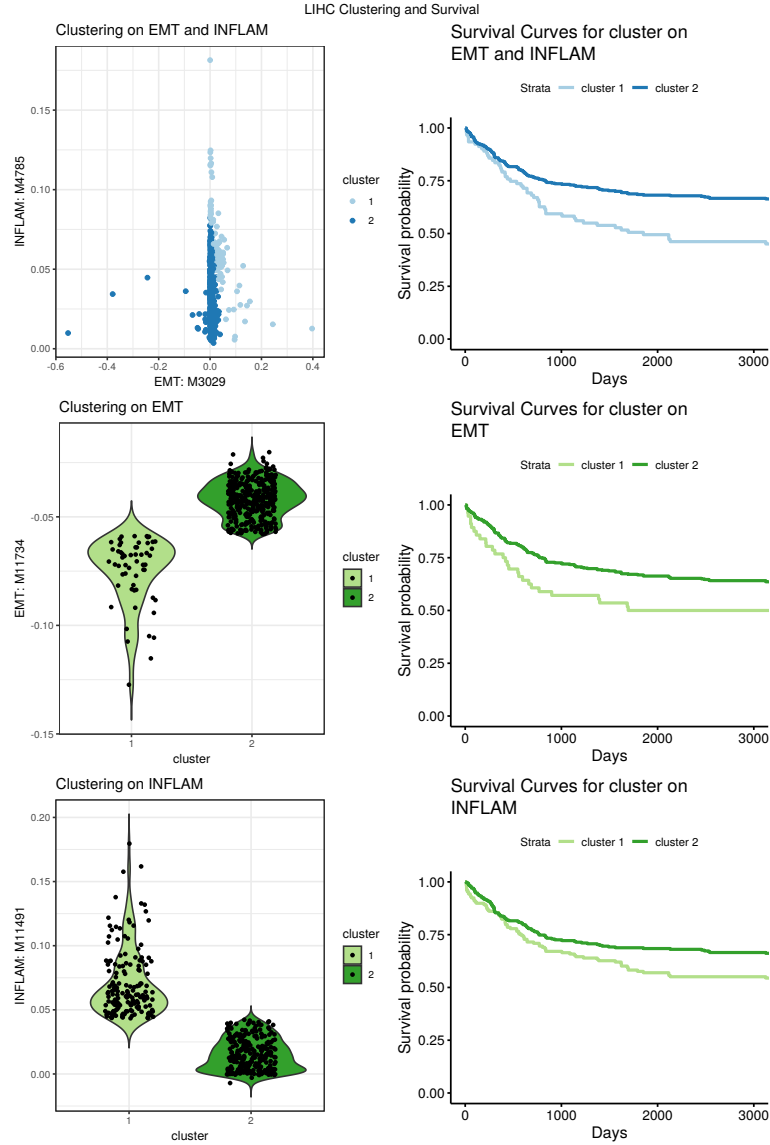 LIHC Clustering and Survival
Clustering on EMT and INFLAM
INFLAM: M4785
0.15
0.10
0.05
0.00
-0.6
-0.4
-0.2
0.0
0.2
0.4
EMT: M3029
cluster
1
2
Survival Curves for cluster on
EMT and INFLAM
Strata cluster 1 cluster 2
Survival probability
1.00
0.75
0.50
0.25
0.00
0
1000
2000
3000
Days
Clustering on EMT
EMT: M11734
-0.05
-0.10
-0.15
1
2
cluster
cluster
1
2
Survival Curves for cluster on
EMT
Strata cluster 1 cluster 2
Survival probability
1.00
0.75
0.50
0.25
0.00
0
1000
2000
3000
Days
Clustering on INFLAM
INFLAM: M11491
0.20
0.15
0.10
0.05
0.00
1
2
cluster
cluster
1
2
Survival Curves for cluster on
INFLAM
Strata cluster 1 cluster 2
Survival probability
1.00
0.75
0.50
0.25
0.00
0
1000
2000
3000
Days